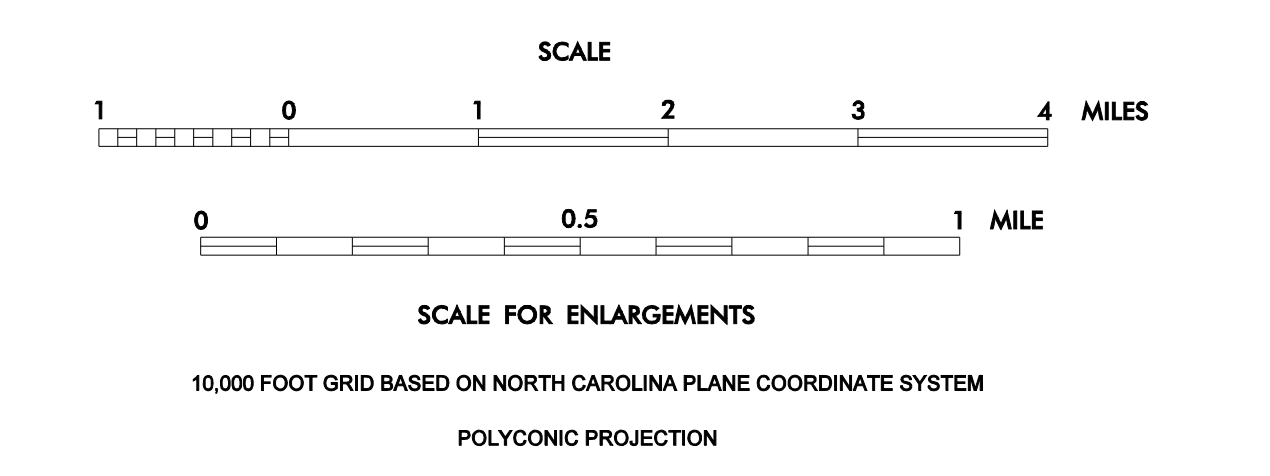 SCALE
1 0 1 2 3 4 MILES
0 0.5 1 MILE
SCALE FOR ENLARGEMENTS
10,000 FOOT GRID BASED ON NORTH CAROLINA PLANE COORDINATE SYSTEM
POLYCONIC PROJECTION